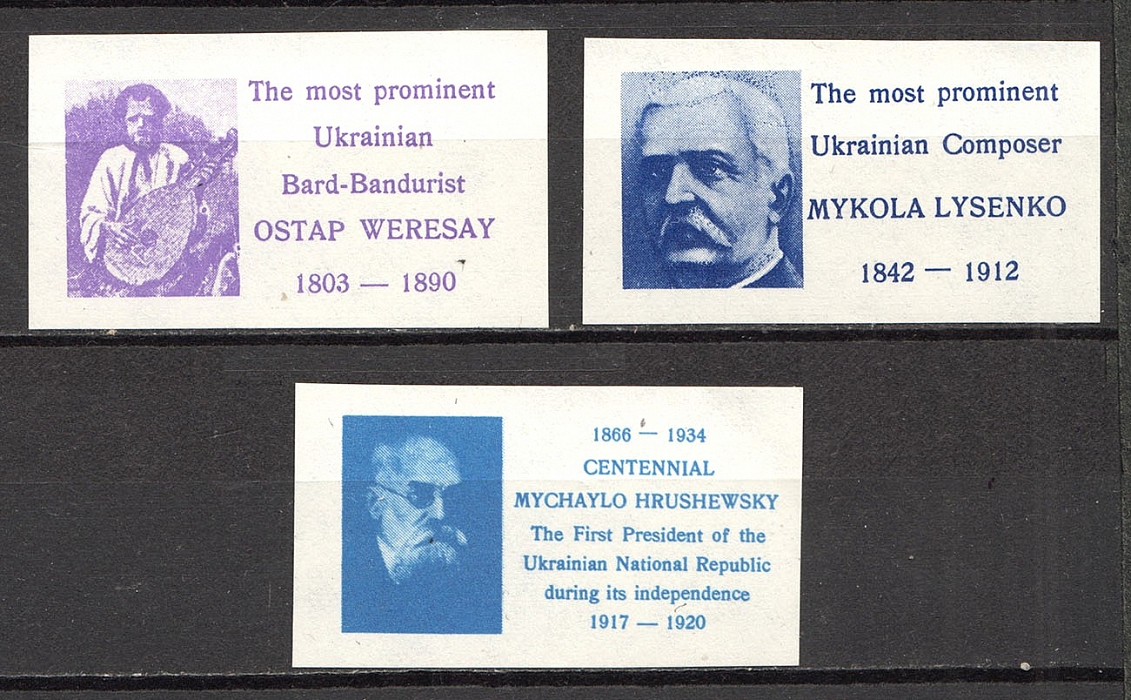 The most prominent
Ukrainian
Bard-Bandurist
OSTAP WERESAY
1803 — 1890
The most prominent
Ukrainian Composer
MYKOLA LYSENKO
1842 — 1912
1866 — 1934
CENTENNIAL
MYCHAYLO HRUSHEWSKY
The First President of the
Ukrainian National Republic
during its independence
1917 — 1920